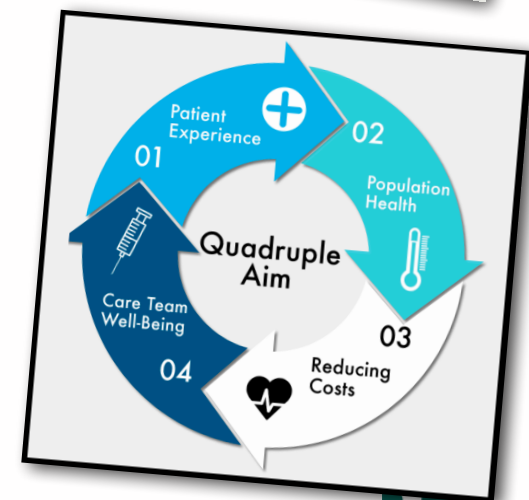 01
Patient
Experience
02
Population
Health
03
Reducing
Costs
04
Care Team
Well-Being
Quadruple
Aim